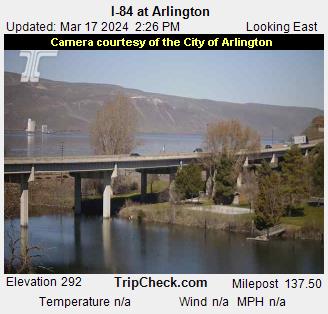 I-84 at Arlington
Updated: Mar 17 2024 2:26 PM Looking East
Camera courtesy of the City of Arlington
Elevation 292 TripCheck.com Milepost 137.50
Temperature n/a Wind n/a MPH n/a